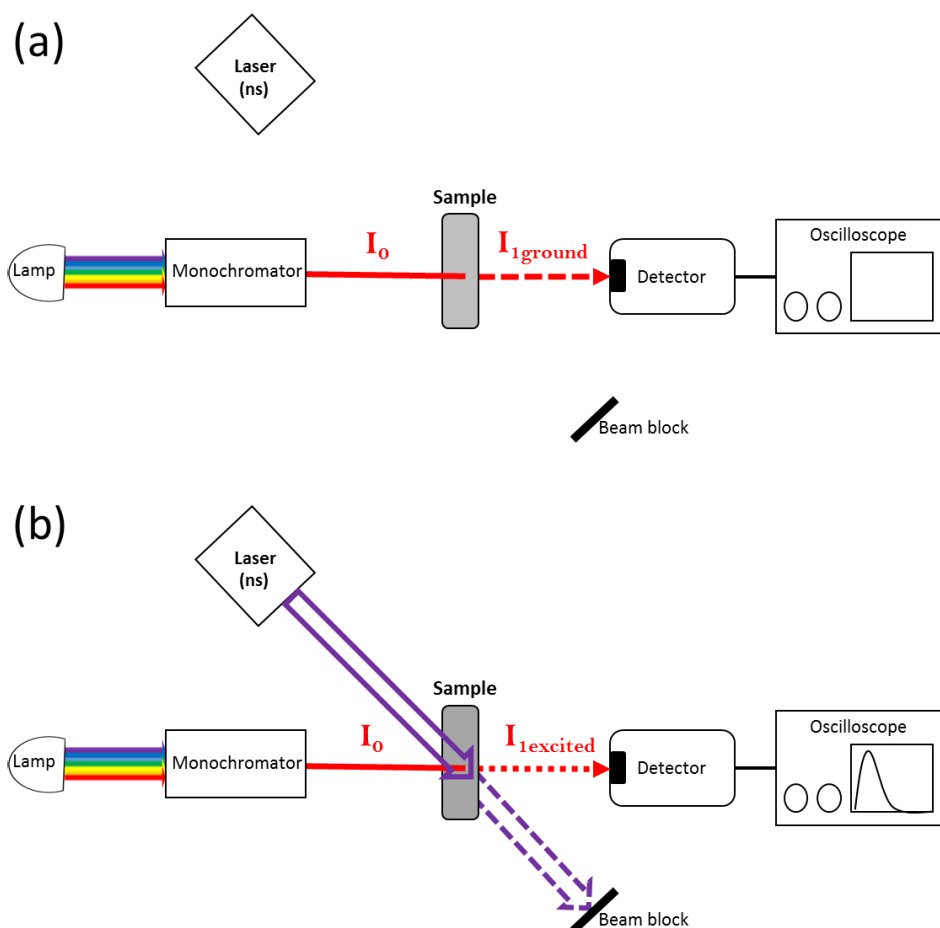 (a)
Laser
(ns)
Sample
Oscilloscope
I0
I1ground
Lamp
Monochromator
Detector
Beam block
(b)
Laser
(ns)
Sample
Oscilloscope
I0
I1excited
Lamp
Monochromator
Detector
Beam block